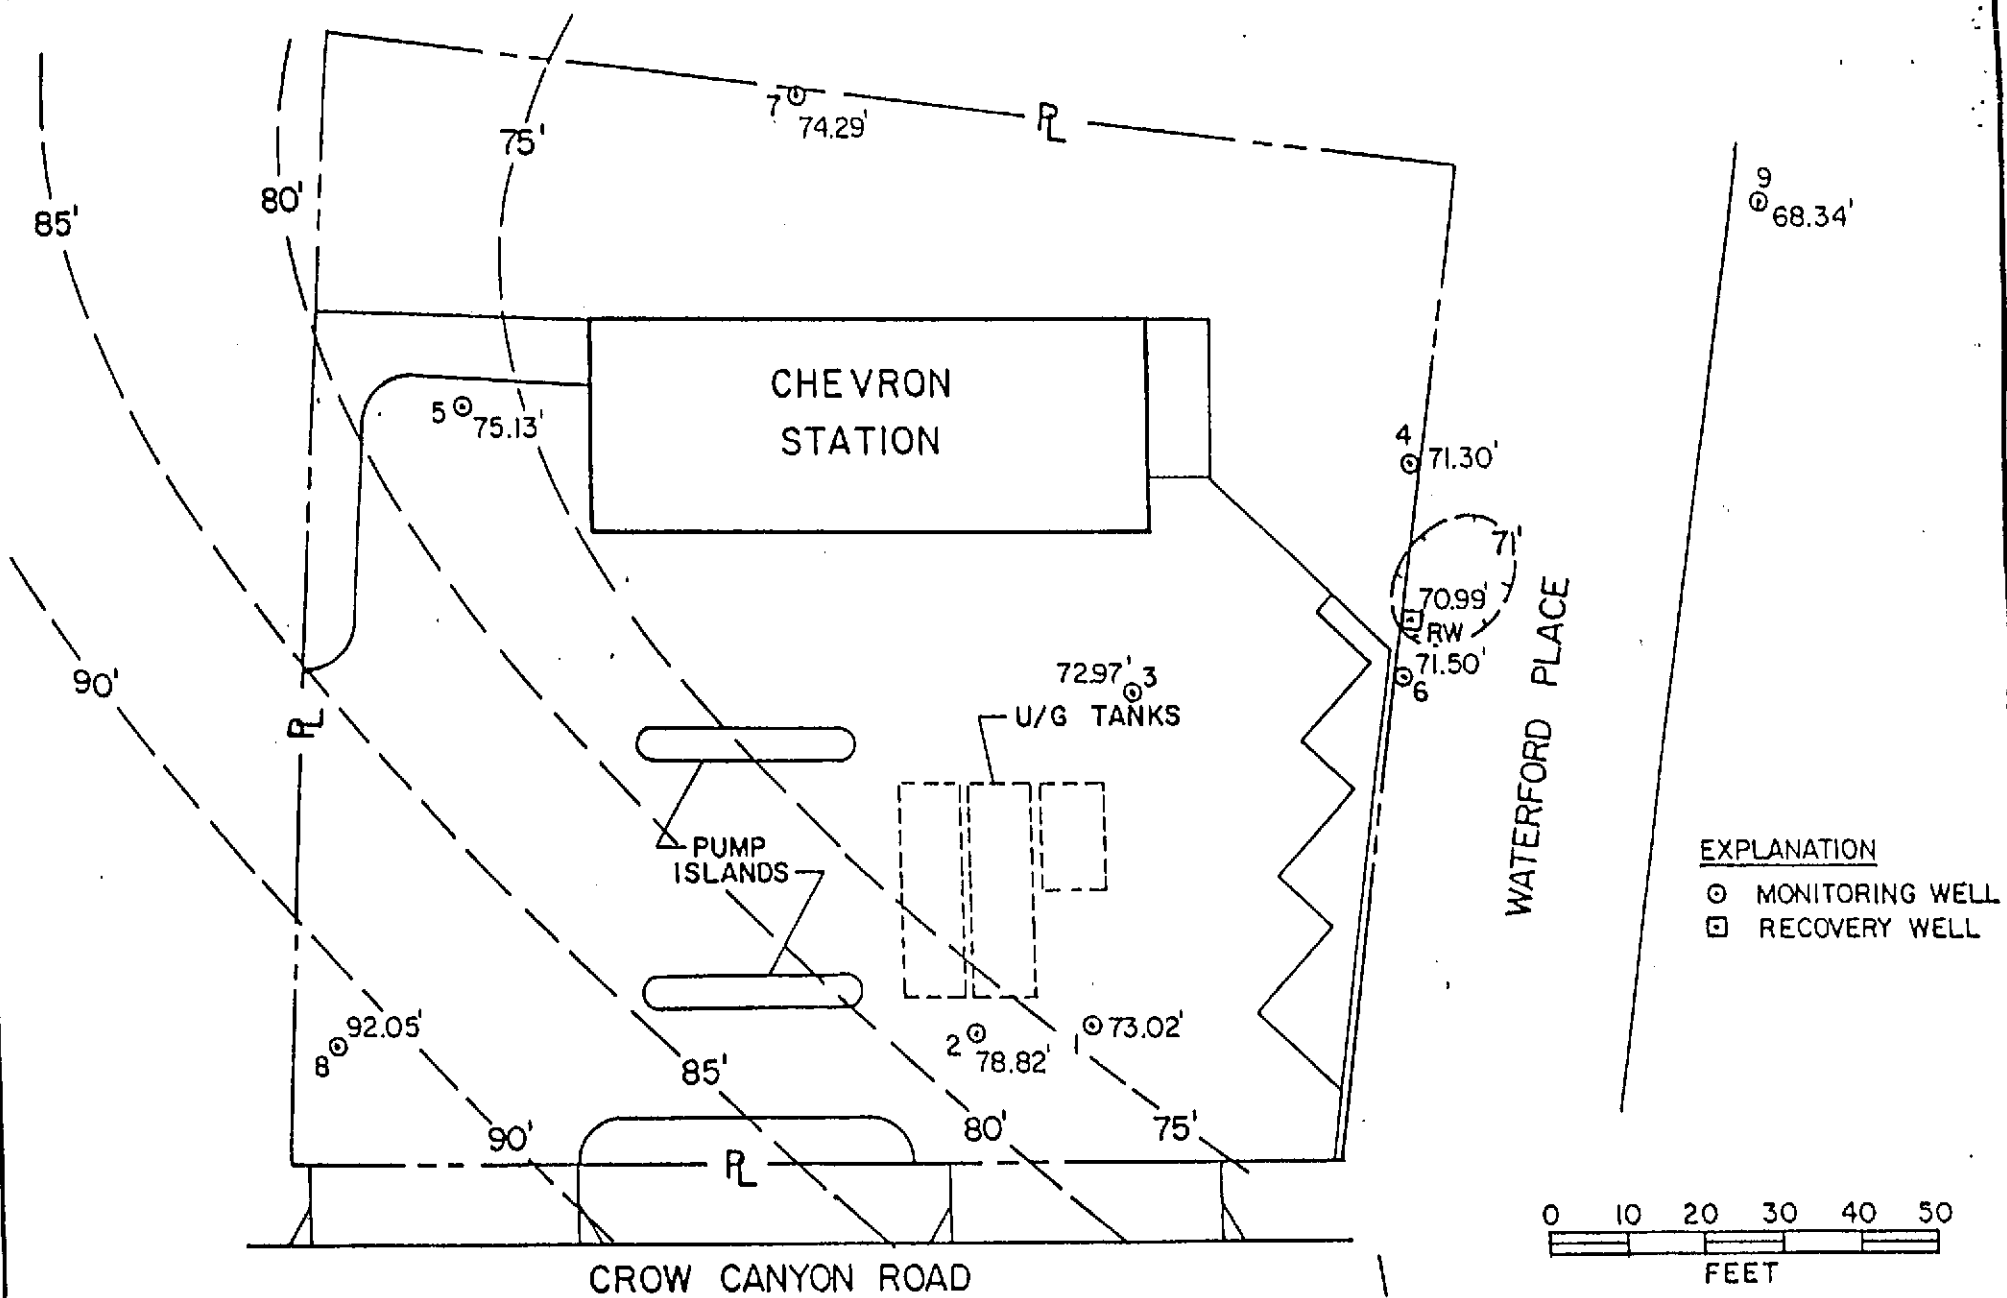 7
74.29'
PL
75'
80'
85'
9
68.34'
CHEVRON
STATION
5
75.13'
4
71.30'
71'
70.99'
RW
71.50'
6
72.97'
3
U/G TANKS
WATERFORD PLACE
90'
PL
PUMP
ISLANDS
EXPLANATION
MONITORING WELL
RECOVERY WELL
92.05'
8
2
78.82'
1
73.02'
85'
90'
80'
75'
PL
0 10 20 30 40 50
FEET
CROW CANYON ROAD